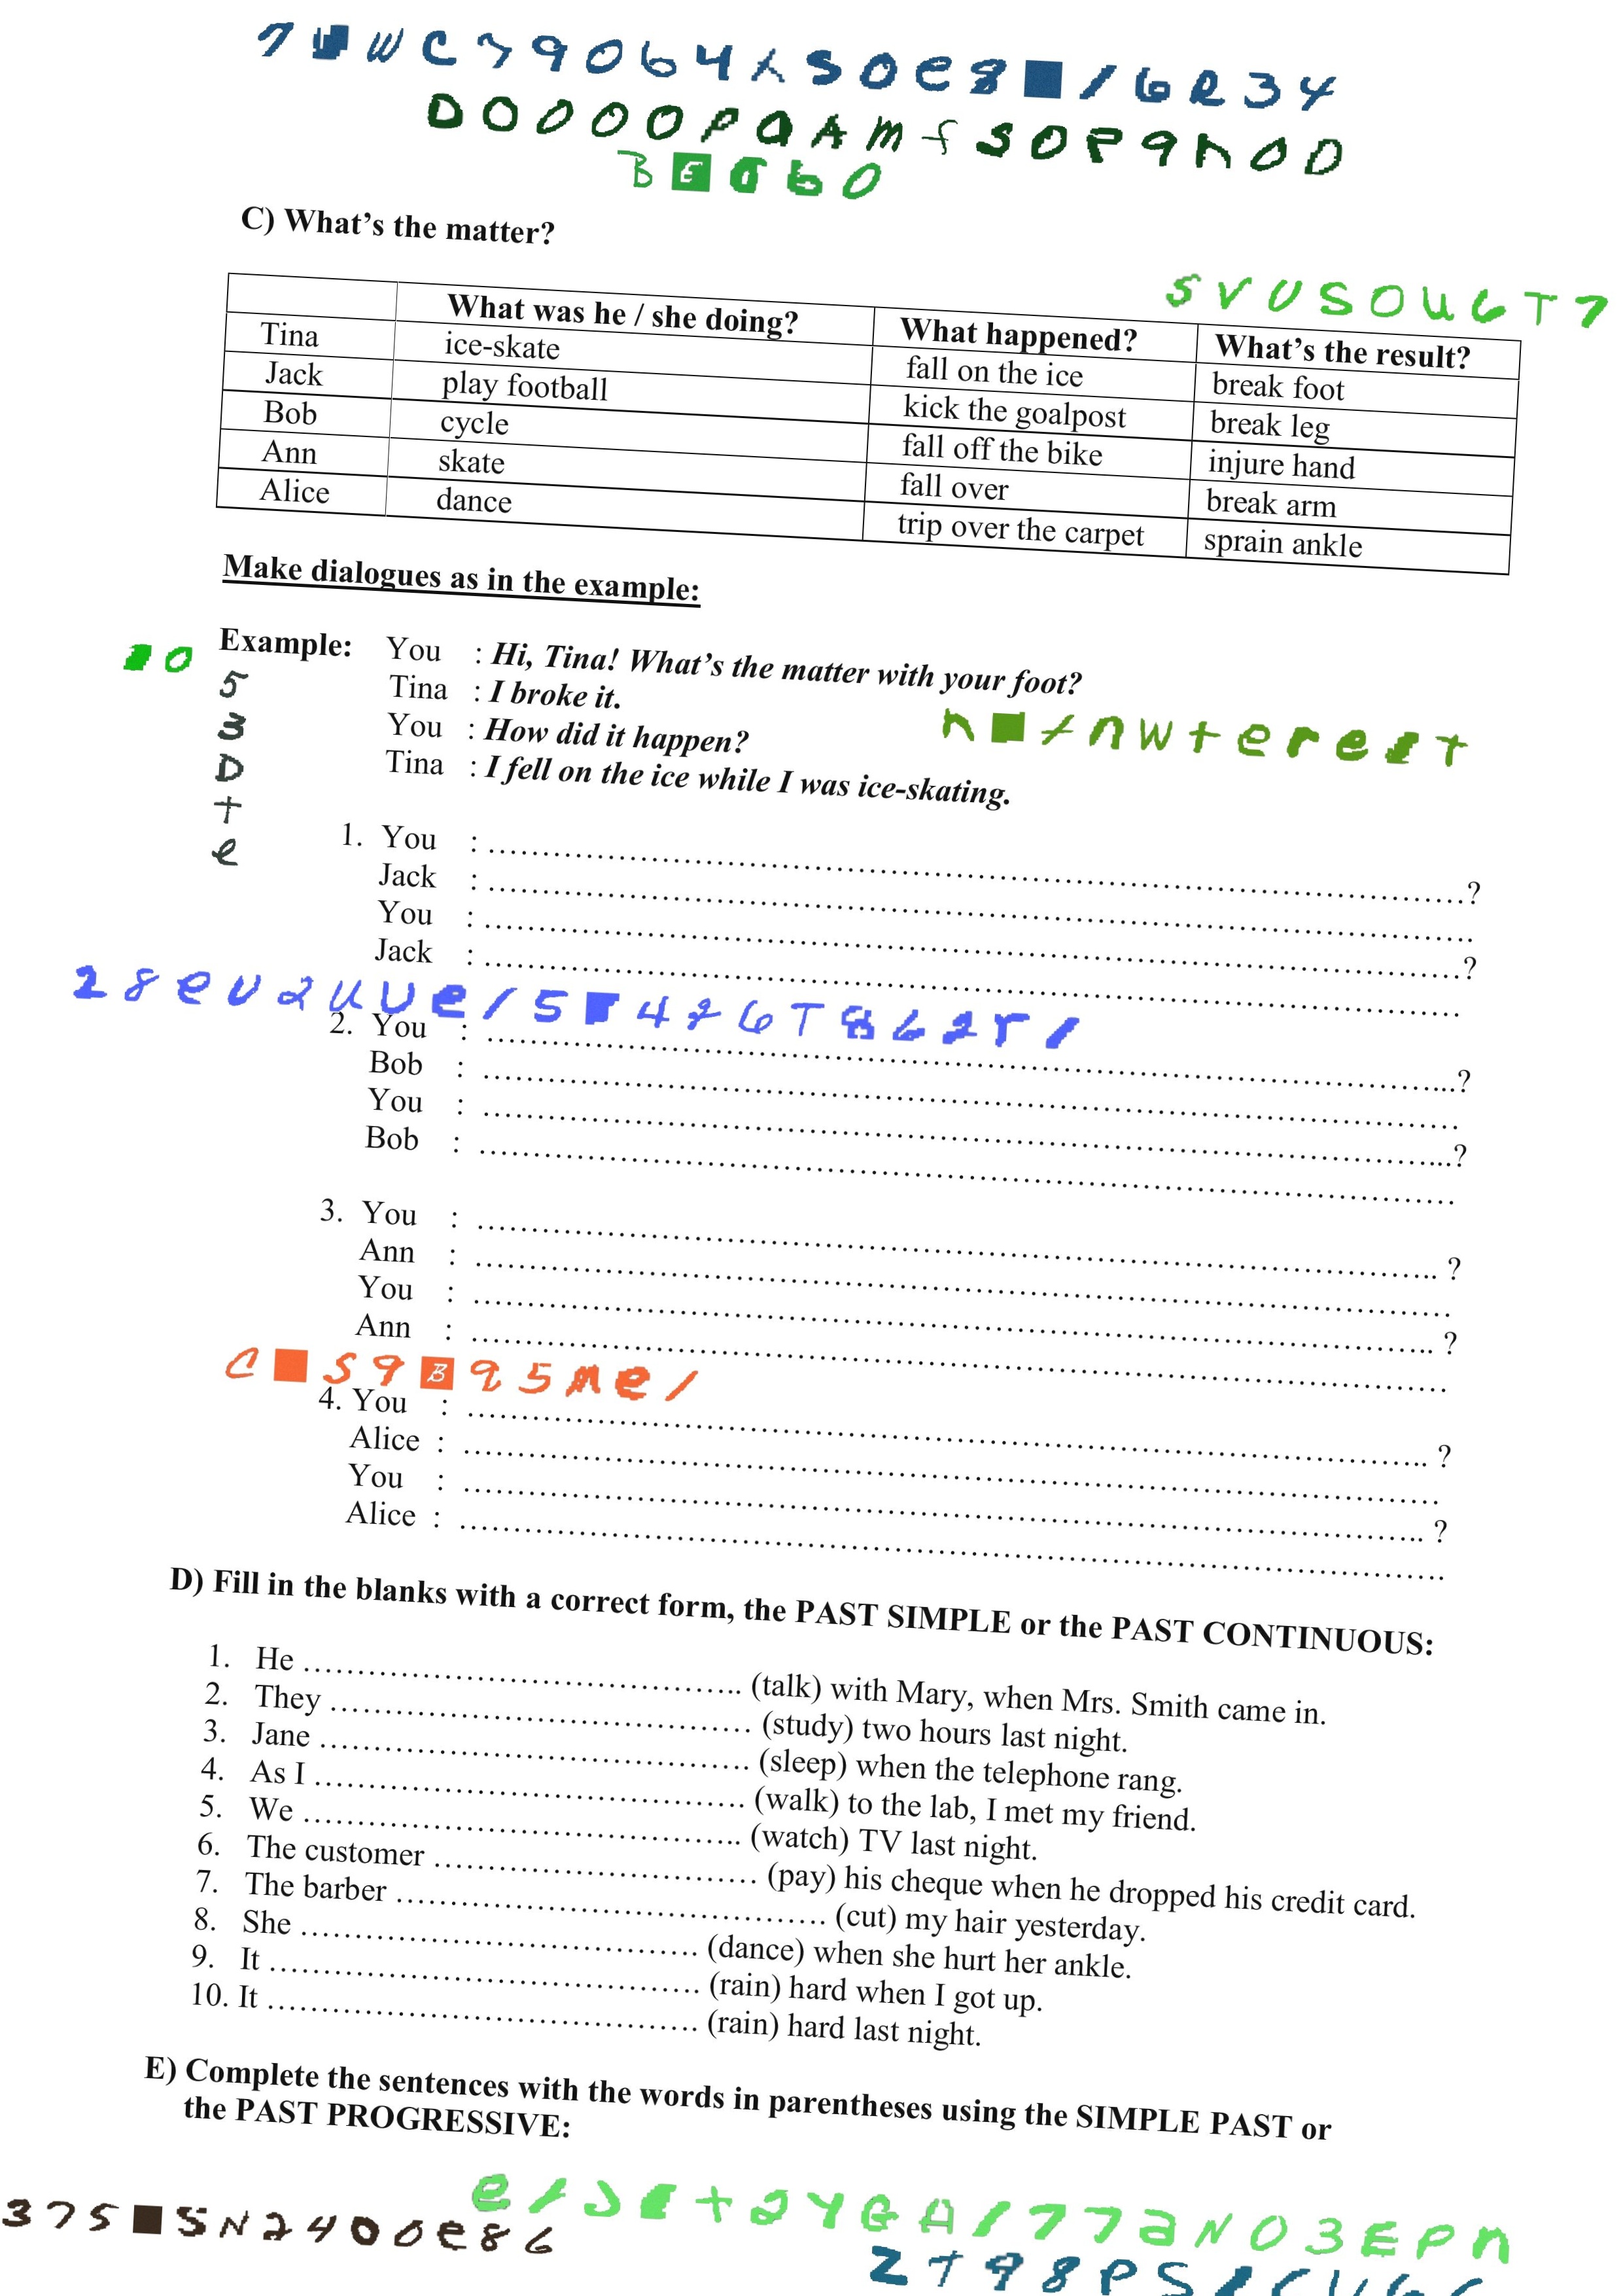 C) What's the matter?
What was he / she doing? What happened? What's the result?
Tina ice-skate fall on the ice break foot
Jack play football kick the goalpost break leg
Bob cycle fall off the bike injure hand
Ann skate fall over break arm
Alice dance trip over the carpet sprain ankle
Make dialogues as in the example:
Example: You : Hi, Tina! What's the matter with your foot?
Tina : I broke it.
You : How did it happen?
Tina : I fell on the ice while I was ice-skating.
1. You : ……………………………………………………………………………?
Jack : ……………………………………………………………………………
You : ……………………………………………………………………………?
Jack : ……………………………………………………………………………
2. You : ……………………………………………………………………………?
Bob : ……………………………………………………………………………
You : ……………………………………………………………………………?
Bob : ……………………………………………………………………………
3. You : …………………………………………………………………………….. ?
Ann : ……………………………………………………………………………
You : …………………………………………………………………………….. ?
Ann : ……………………………………………………………………………
4. You : …………………………………………………………………………….. ?
Alice : ……………………………………………………………………………
You : …………………………………………………………………………….. ?
Alice : ……………………………………………………………………………
D) Fill in the blanks with a correct form, the PAST SIMPLE or the PAST CONTINUOUS:
1. He ………………………………….. (talk) with Mary, when Mrs. Smith came in.
2. They ………………………………… (study) two hours last night.
3. Jane ………………………………… (sleep) when the telephone rang.
4. As I ………………………………… (walk) to the lab, I met my friend.
5. We ………………………………….. (watch) TV last night.
6. The customer ………………………… (pay) his cheque when he dropped his credit card.
7. The barber ………………………………… (cut) my hair yesterday.
8. She ……………………………… (dance) when she hurt her ankle.
9. It ………………………………… (rain) hard when I got up.
10. It ………………………………… (rain) hard last night.
E) Complete the sentences with the words in parentheses using the SIMPLE PAST or
the PAST PROGRESSIVE: